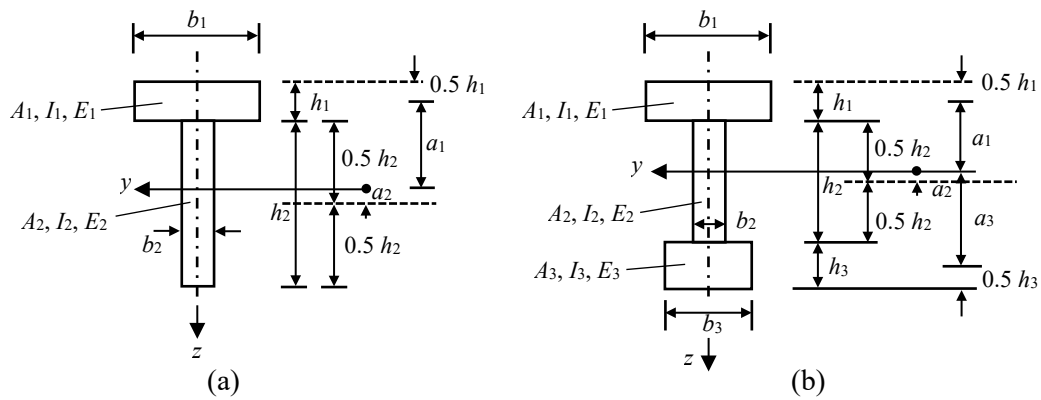 b1
A1, I1, E1
h1
0.5 h1
a1
0.5 h2
y
a2
A2, I2, E2
h2
b2
0.5 h2
z
(a)
b1
A1, I1, E1
h1
0.5 h1
a1
0.5 h2
y
h2
a2
A2, I2, E2
b2
0.5 h2
a3
A3, I3, E3
h3
0.5 h3
b3
z
(b)